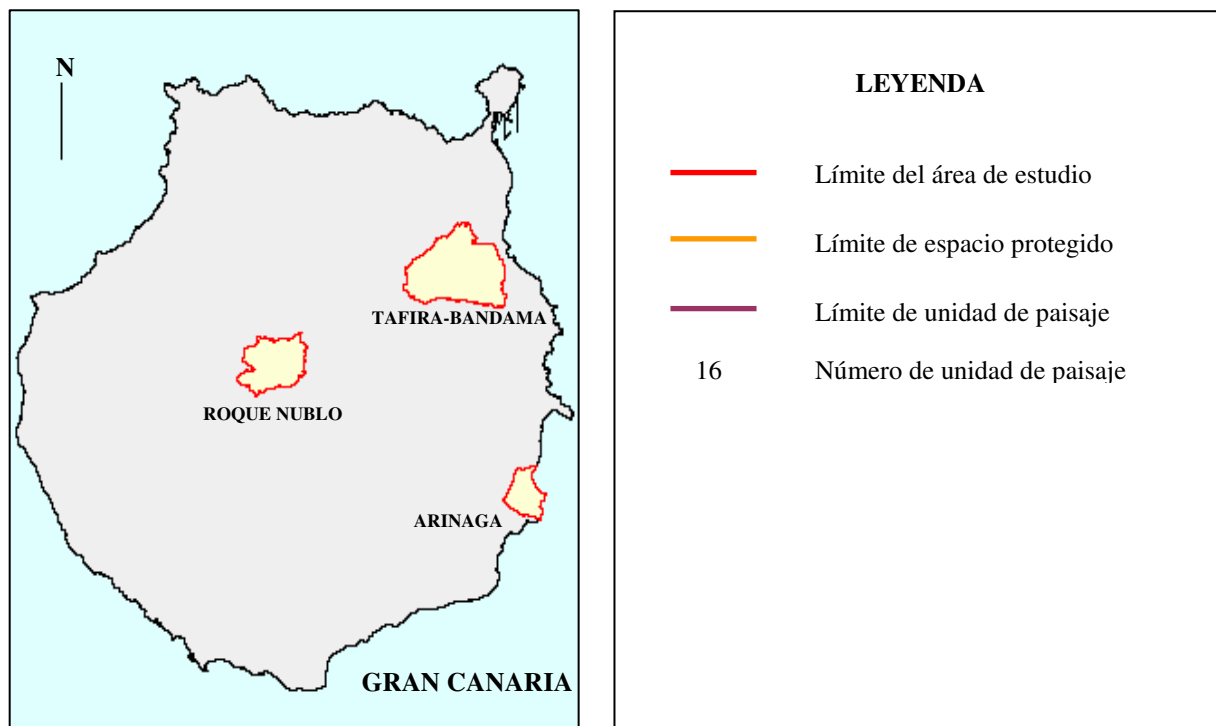 N
TAFIRA-BANDAMA
ROQUE NUBLO
ARINAGA
GRAN CANARIA
LEYENDA
Límite del área de estudio
Límite de espacio protegido
Límite de unidad de paisaje
16 Número de unidad de paisaje